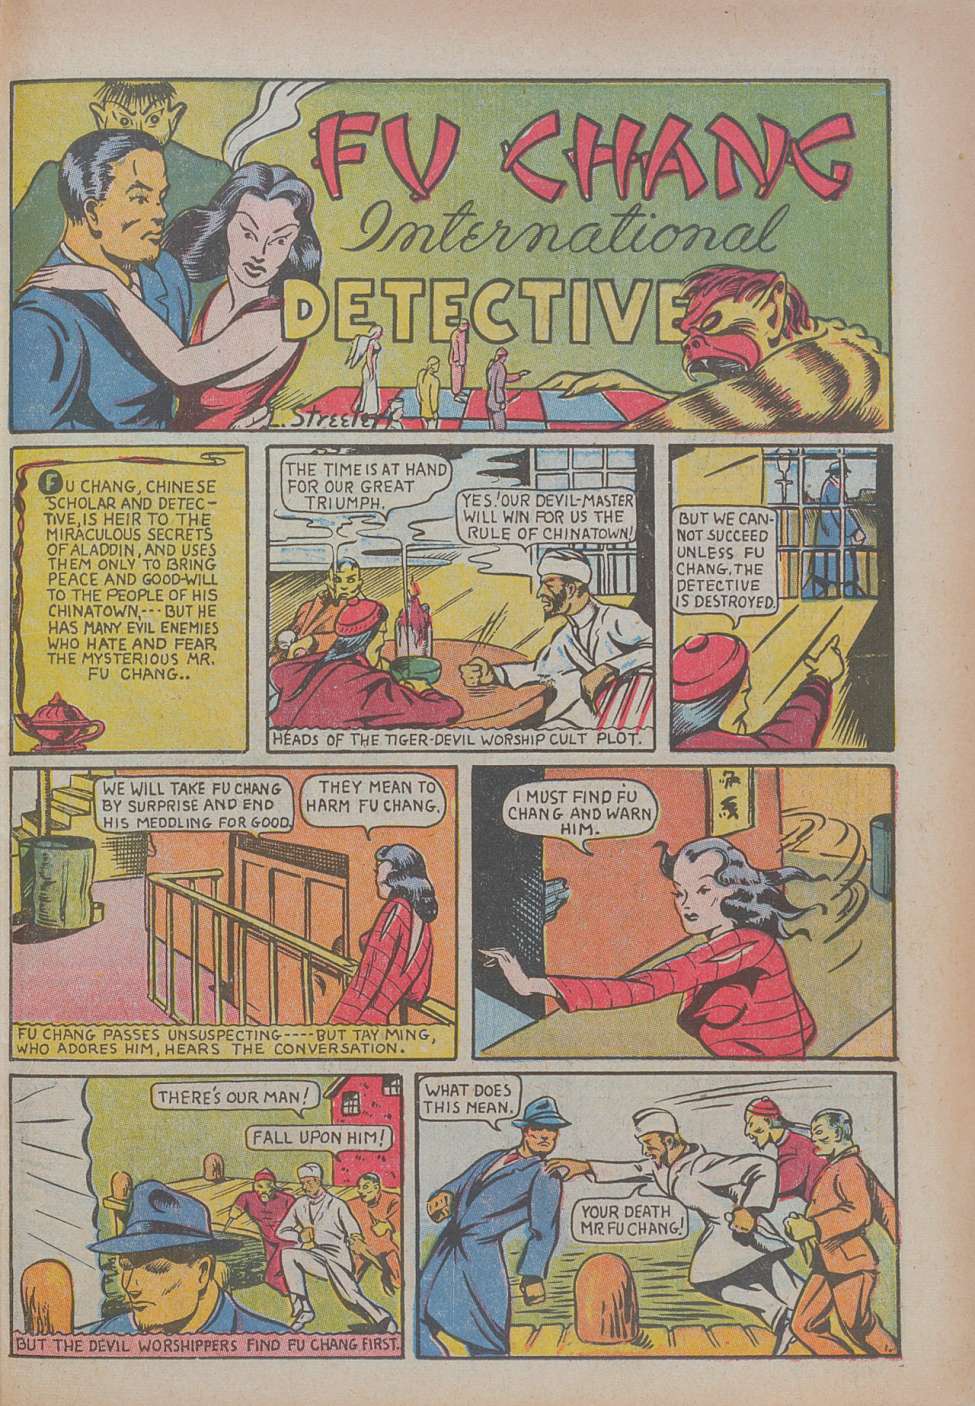 FU CHANG
International
DETECTIVE
L. Streeter
FU CHANG, CHINESE
SCHOLAR AND DETEC-
TIVE, IS HEIR TO THE
MIRACULOUS SECRETS
OF ALADDIN, AND USES
THEM ONLY TO BRING
PEACE AND GOOD-WILL
TO THE PEOPLE OF HIS
CHINATOWN,--- BUT HE
HAS MANY EVIL ENEMIES
WHO HATE AND FEAR
THE MYSTERIOUS MR.
FU CHANG..
THE TIME IS AT HAND
FOR OUR GREAT
TRIUMPH.
YES! OUR DEVIL-MASTER
WILL WIN FOR US THE
RULE OF CHINATOWN!
HEADS OF THE TIGER-DEVIL WORSHIP CULT PLOT.
BUT WE CAN-
NOT SUCCEED
UNLESS FU
CHANG, THE
DETECTIVE
IS DESTROYED.
WE WILL TAKE FU CHANG
BY SURPRISE AND END
HIS MEDDLING FOR GOOD.
THEY MEAN TO
HARM FU CHANG.
FU CHANG PASSES UNSUSPECTING----BUT TAY MING,
WHO ADORES HIM, HEARS THE CONVERSATION.
I MUST FIND FU
CHANG AND WARN
HIM.
THERE'S OUR MAN!
FALL UPON HIM!
BUT THE DEVIL WORSHIPPERS FIND FU CHANG FIRST.
WHAT DOES
THIS MEAN.
YOUR DEATH
MR. FU CHANG!